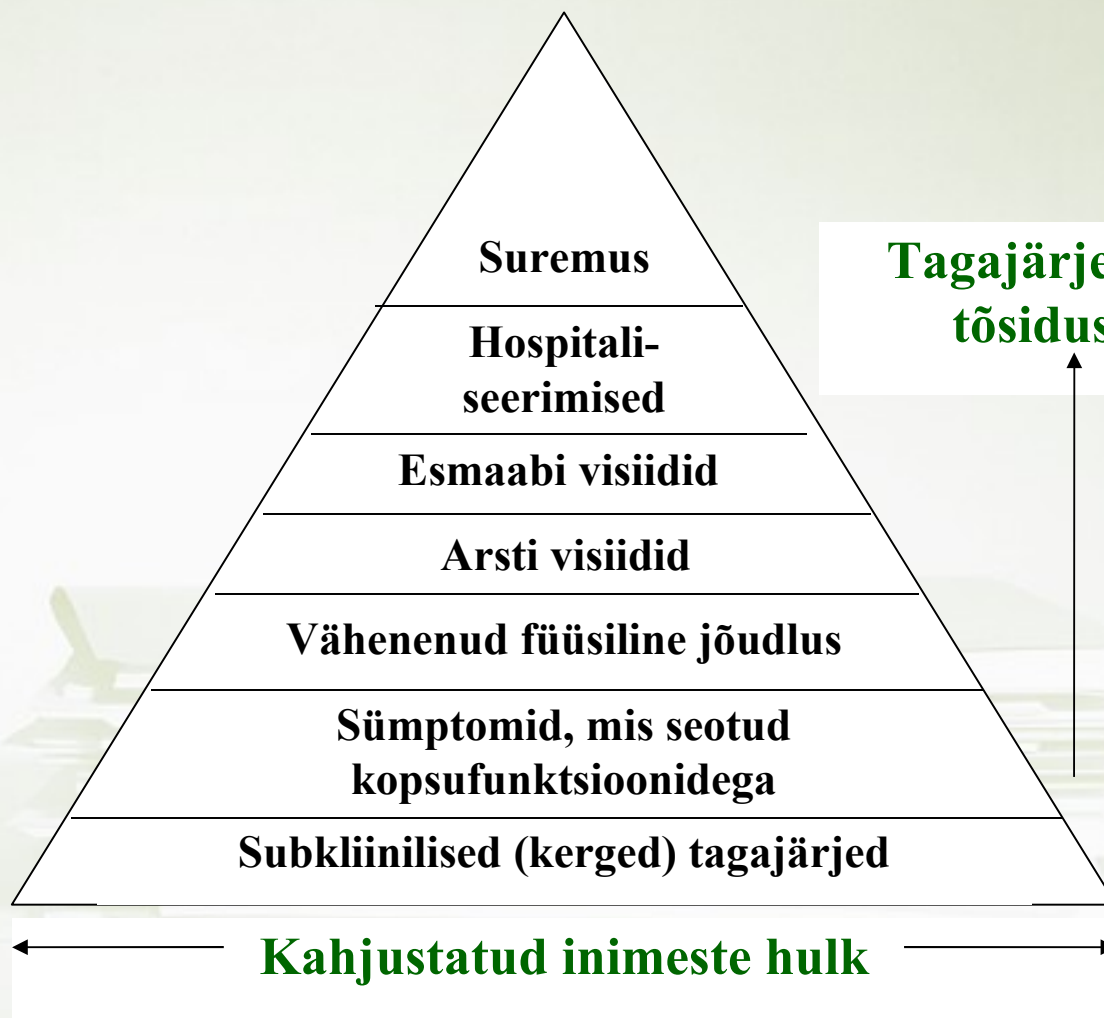 Suremus
Hospitali-
seerimised
Esmaabi visiidid
Arsti visiidid
Vähenenud füüsiline jõudlus
Sümptomid, mis seotud
kopsufunktsioonidega
Subkliinilised (kerged) tagajärjed
Kahjustatud inimeste hulk
tõsidus